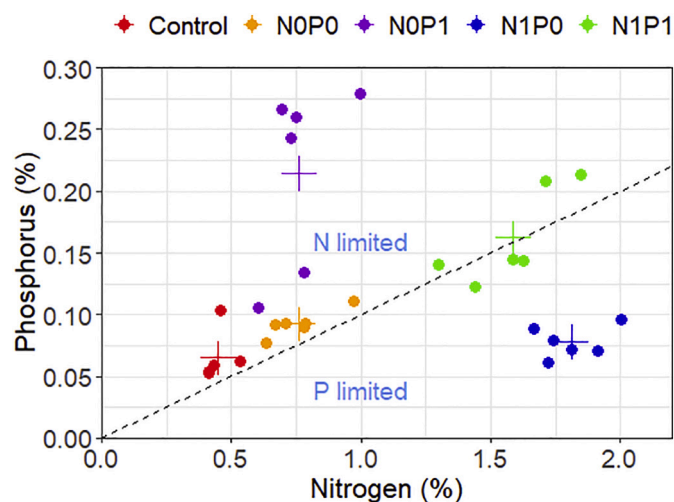 Control N0P0 N0P1 N1P0 N1P1
Phosphorus (%)
0.30
0.25
0.20
0.15
0.10
0.05
0.00
N limited
P limited
0.0 0.5 1.0 1.5 2.0
Nitrogen (%)